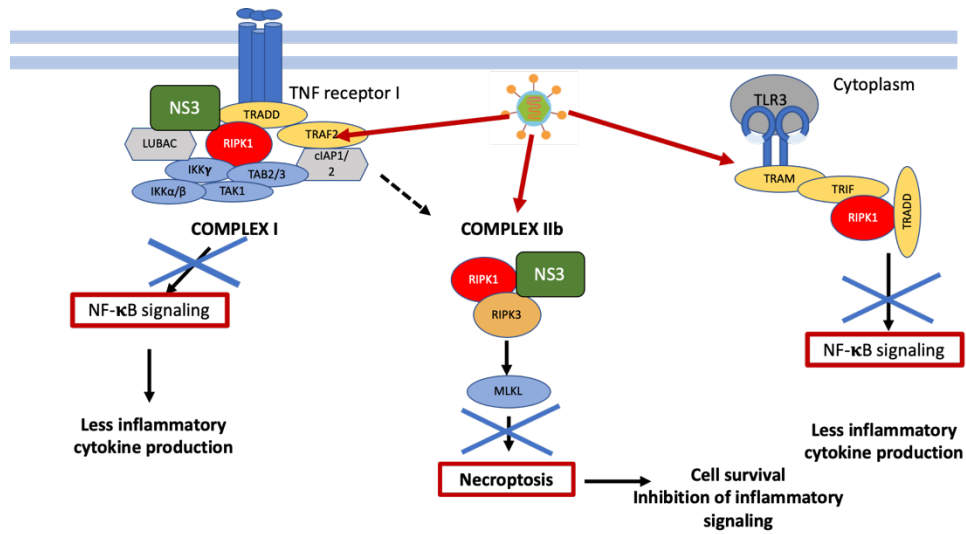 TNF receptor I
Cytoplasm
NS3
TRADD
TLR3
TRAF2
LUBAC
RIPK1
cIAP1/
2
IKKγ
TAB2/3
IKKα/β
TAK1
TRAM
TRIF
RIPK1
TRADD
COMPLEX I
COMPLEX IIb
RIPK1
NS3
RIPK3
NF-κB signaling
NF-κB signaling
MLKL
Less inflammatory
cytokine production
Less inflammatory
cytokine production
Necroptosis
Cell survival
Inhibition of inflammatory
signaling